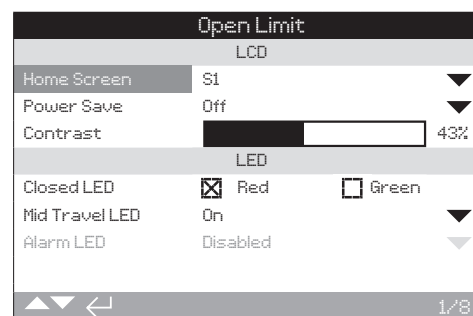 Open Limit
LCD
Home Screen S1
Power Save Off
Contrast 43%
LED
Closed LED Red Green
Mid Travel LED On
Alarm LED Disabled
1/8